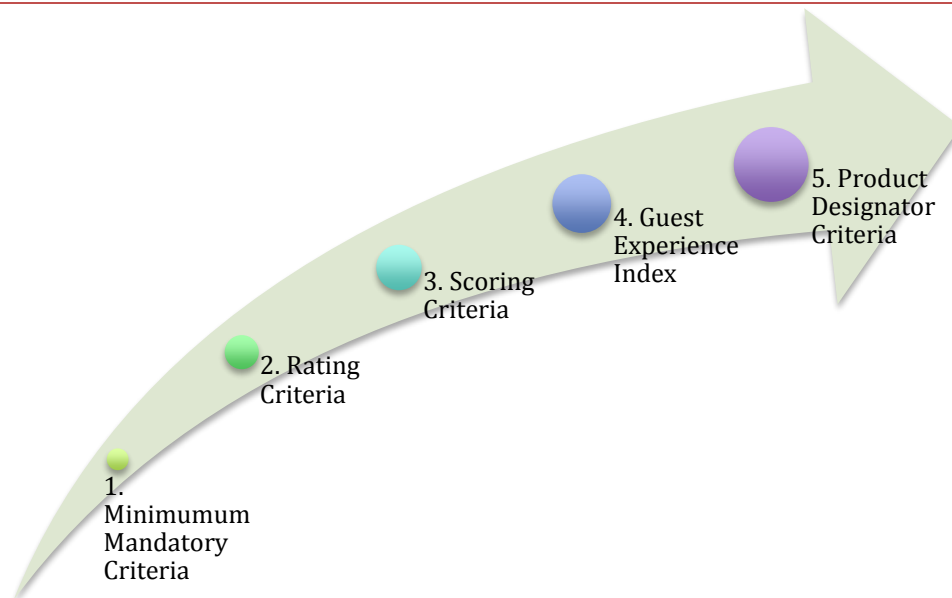 1.
Minimumum
Mandatory
Criteria
2. Rating
Criteria
3. Scoring
Criteria
4. Guest
Experience
Index
5. Product
Designator
Criteria